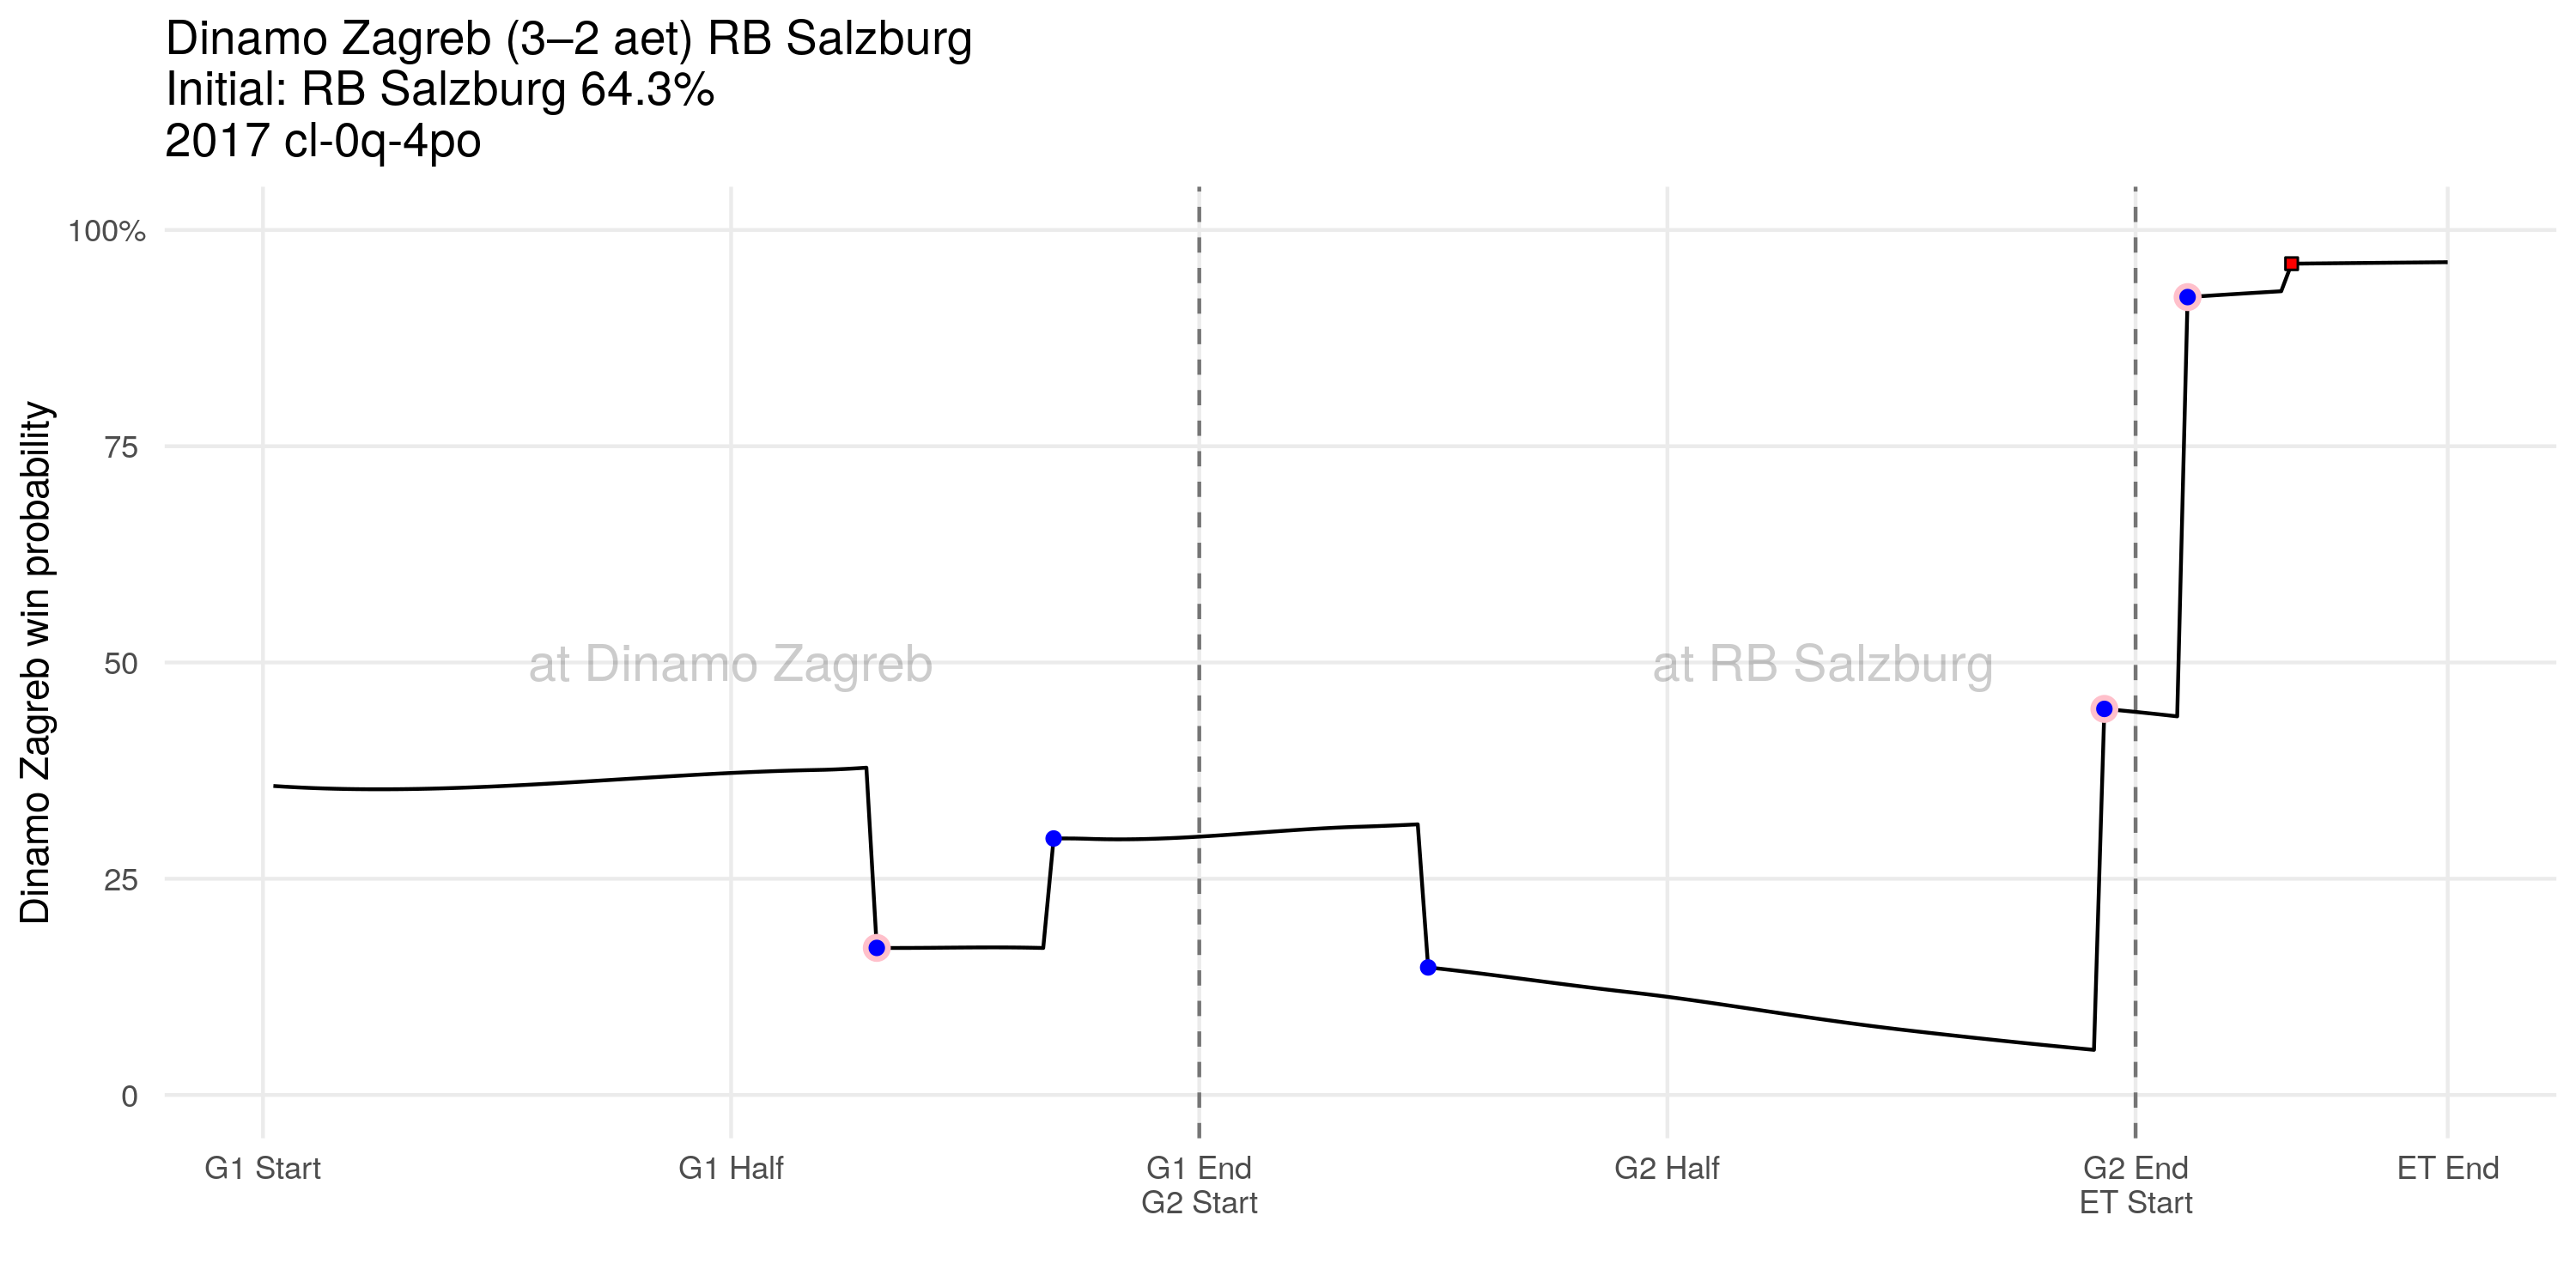 Dinamo Zagreb (3–2 aet) RB Salzburg
Initial: RB Salzburg 64.3%
2017 cl-0q-4po
Dinamo Zagreb win probability
100%
75
50
25
0
at Dinamo Zagreb
at RB Salzburg
G1 Start
G1 Half
G1 End
G2 Start
G2 Half
G2 End
ET Start
ET End